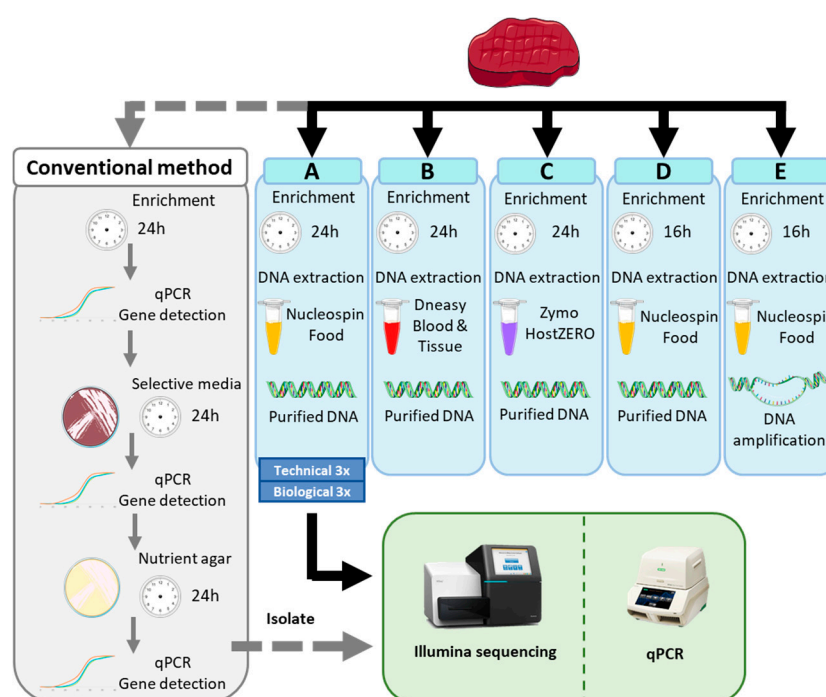 Conventional method
Enrichment
24h
qPCR
Gene detection
Selective media
24h
qPCR
Gene detection
Nutrient agar
24h
qPCR
Gene detection
A
Enrichment
24h
DNA extraction
Nucleospin
Food
Purified DNA
Technical 3x
Biological 3x
B
Enrichment
24h
DNA extraction
Dneasy
Blood &
Tissue
Purified DNA
C
Enrichment
24h
DNA extraction
Zymo
HostZERO
Purified DNA
D
Enrichment
16h
DNA extraction
Nucleospin
Food
Purified DNA
E
Enrichment
16h
DNA extraction
Nucleospin
Food
DNA
amplification
Isolate
Illumina sequencing
qPCR